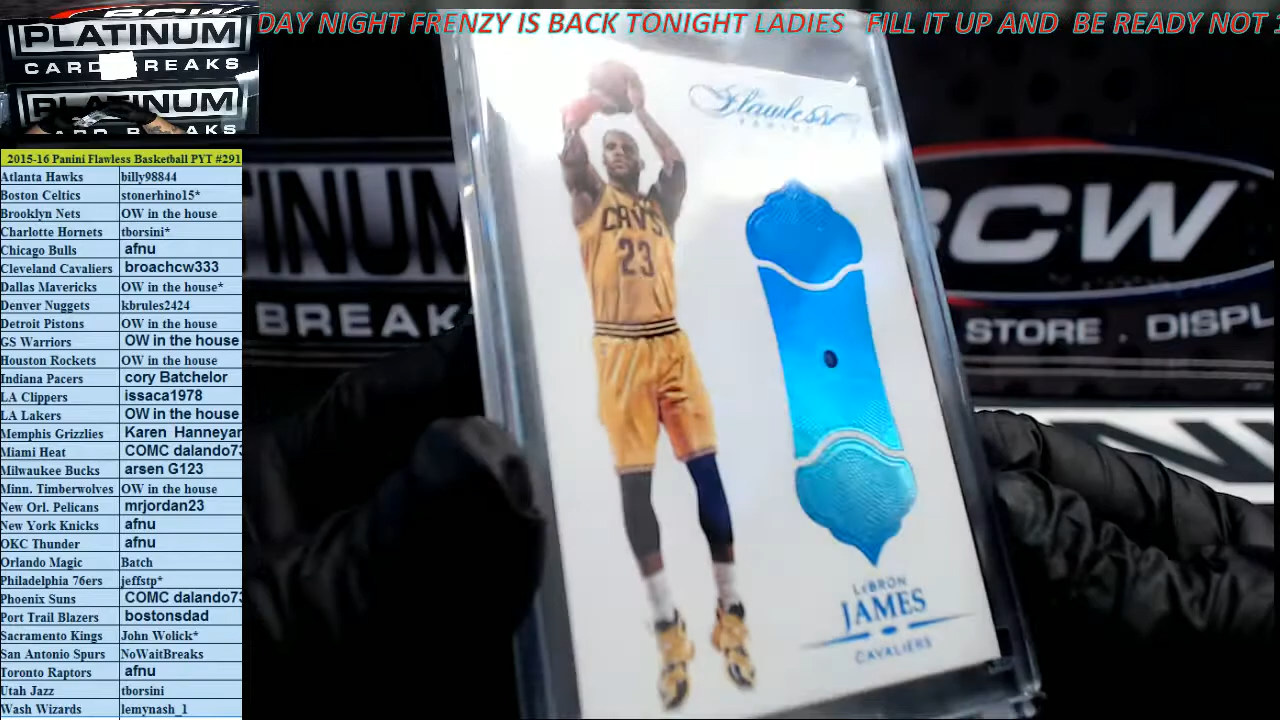 DAY NIGHT FRENZY IS BACK TONIGHT LADIES FILL IT UP AND BE READY NOT
PLATINUM
CARD BREAKS
PLATINUM
CARD BREAKS
2015-16 Panini Flawless Basketball PYT #291
Atlanta Hawks billy98844
Boston Celtics stonerhino15*
Brooklyn Nets OW in the house
Charlotte Hornets tborsini*
Chicago Bulls afnu
Cleveland Cavaliers broachcw333
Dallas Mavericks OW in the house*
Denver Nuggets kbrules2424
Detroit Pistons OW in the house
GS Warriors OW in the house
Houston Rockets OW in the house
Indiana Pacers cory Batchelor
LA Clippers issaca1978
LA Lakers OW in the house
Memphis Grizzlies Karen Hanneyar
Miami Heat COMC dalando73
Milwaukee Bucks arsen G123
Minn. Timberwolves OW in the house
New Orl. Pelicans mrjordan23
New York Knicks afnu
OKC Thunder afnu
Orlando Magic Batch
Philadelphia 76ers jeffstp*
Phoenix Suns COMC dalando73
Port Trail Blazers bostonsdad
Sacramento Kings John Wolick*
San Antonio Spurs NoWaitBreaks
Toronto Raptors afnu
Utah Jazz tborsini
Wash Wizards lemynash_1
INUM
BREAK
Flawless
PANINI
CAVS
23
LeBRON
JAMES
CAVALIERS
BCW
STORE . DISPL